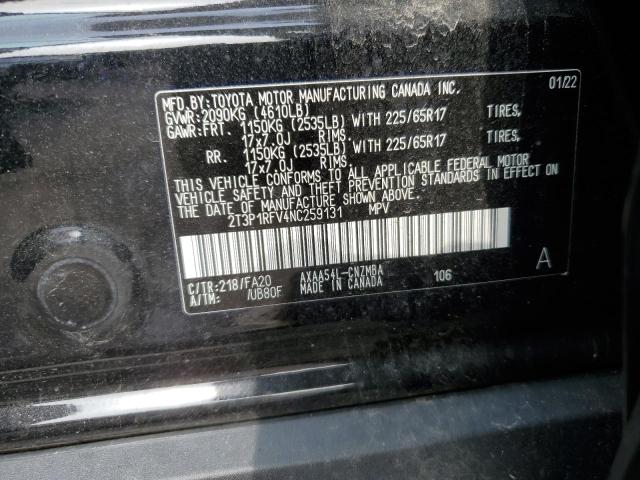 MFD.BY:TOYOTA MOTOR MANUFACTURING CANADA INC. 01/22
GVWR:2090KG (4610LB)
GAWR:FRT. 1150KG (2535LB) WITH 225/65R17 TIRES,
17x7.0J RIMS,
RR. 1150KG (2535LB) WITH 225/65R17 TIRES,
17x7.0J RIMS.
THIS VEHICLE CONFORMS TO ALL APPLICABLE FEDERAL MOTOR
VEHICLE SAFETY AND THEFT PREVENTION STANDARDS IN EFFECT ON
THE DATE OF MANUFACTURE SHOWN ABOVE.
2T3P1RFV4NC259131 MPV
C/TR:218/FA20 AXAA54L-CNZMBA 106 A
A/TM: /UB80F MADE IN CANADA